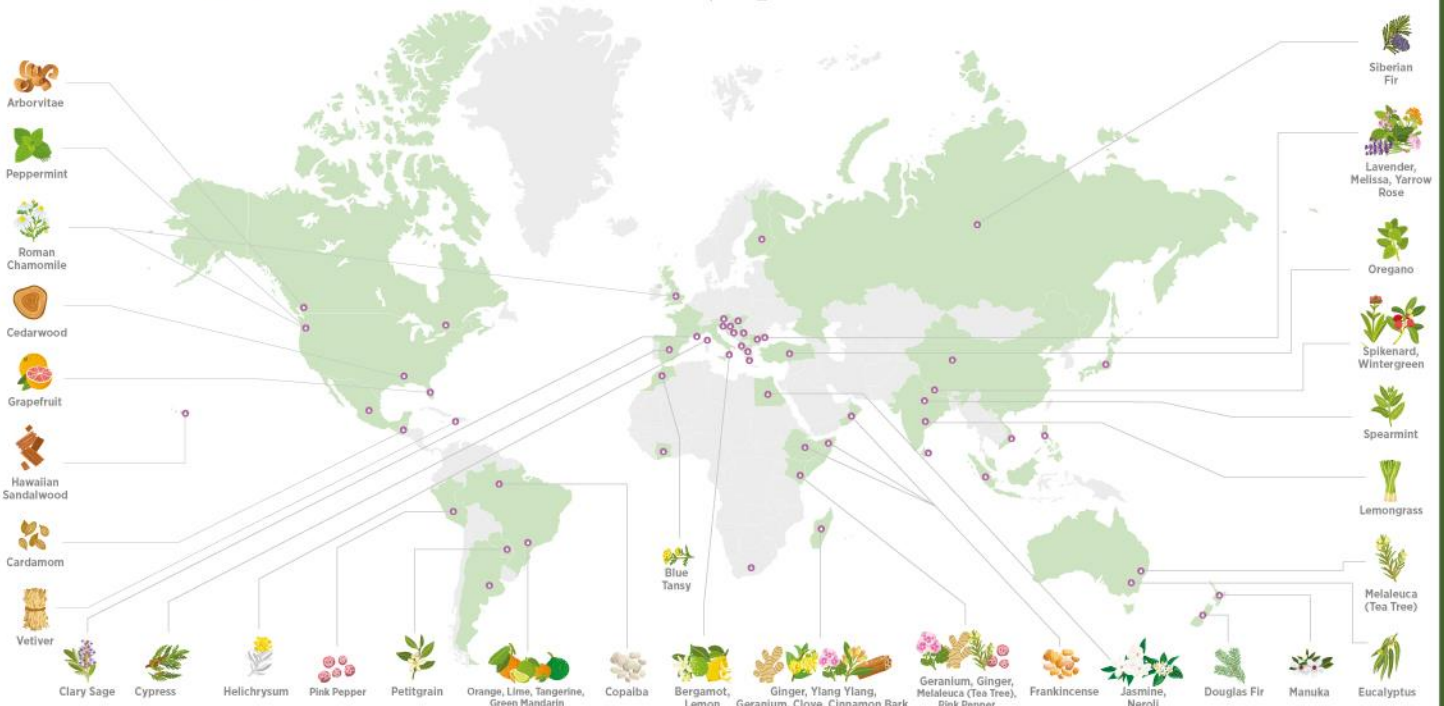 Arborvitae
Peppermint
Roman
Chamomile
Cedarwood
Grapefruit
Hawaiian
Sandalwood
Cardamom
Vetiver
Clary Sage
Cypress
Helichrysum
Pink Pepper
Petitgrain
Orange, Lime, Tangerine,
Green Mandarin
Copaiba
Blue
Tansy
Bergamot,
Lemon
Ginger, Ylang Ylang,
Geranium, Clove, Cinnamon Bark
Geranium, Ginger,
Melaleuca (Tea Tree),
Pink Pepper
Frankincense
Jasmine,
Neroli
Douglas Fir
Manuka
Eucalyptus
Siberian
Fir
Lavender,
Melissa, Yarrow
Rose
Oregano
Spikenard,
Wintergreen
Spearmint
Lemongrass
Melaleuca
(Tea Tree)